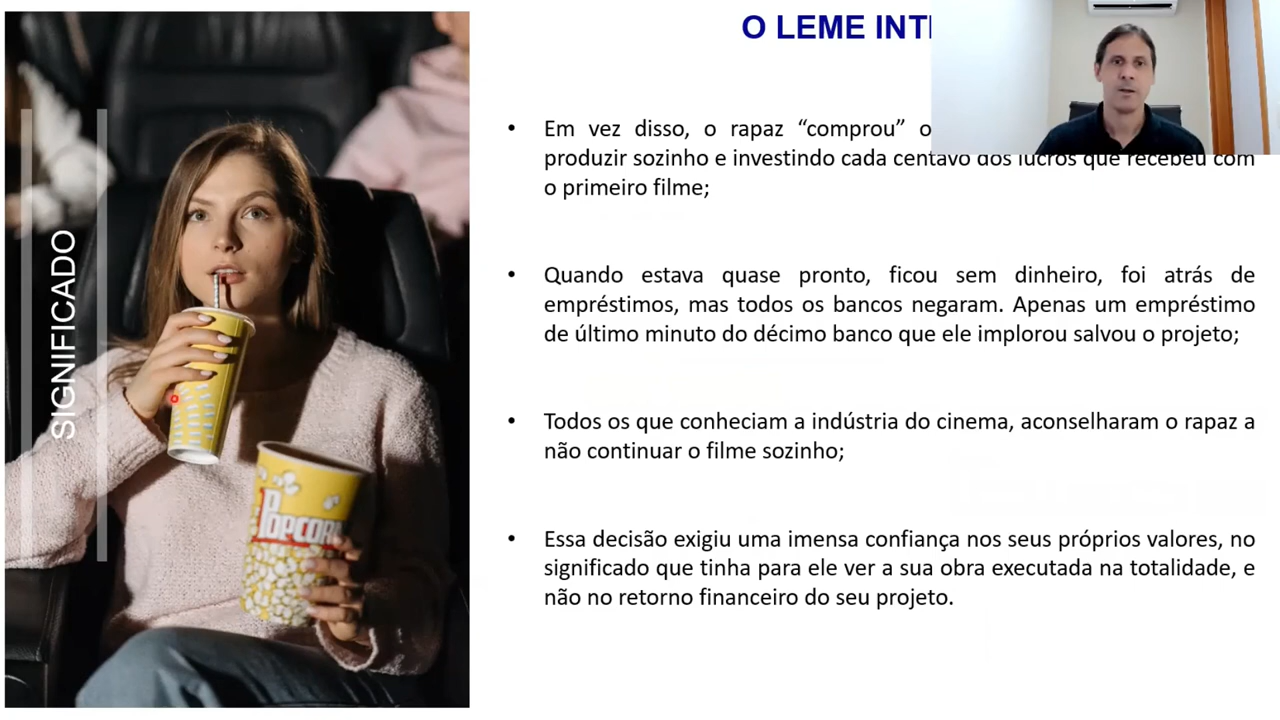 O LEME
Em vez disso, o rapaz “comprou” o
produzir sozinho e investindo cada centavo dos lucros que recebeu com
o primeiro filme;
Quando estava quase pronto, ficou sem dinheiro, foi atrás de
empréstimos, mas todos os bancos negaram. Apenas um empréstimo
de último minuto do décimo banco que ele implorou salvou o projeto;
Todos os que conheciam a indústria do cinema, aconselharam o rapaz a
não continuar o filme sozinho;
Essa decisão exigiu uma imensa confiança nos seus próprios valores, no
significado que tinha para ele ver a sua obra executada na totalidade, e
não no retorno financeiro do seu projeto.
SIGNIFICADO
POPCORN